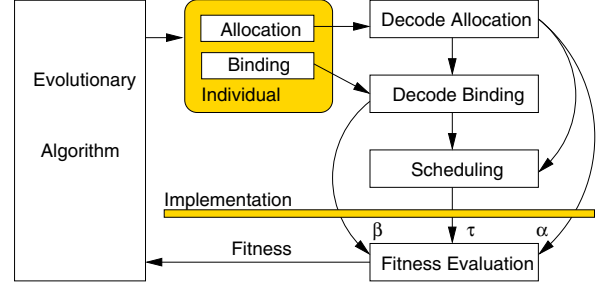 Evolutionary
Algorithm
Allocation
Binding
Individual
Decode Allocation
Decode Binding
Scheduling
Implementation
β
τ
α
Fitness
Fitness Evaluation